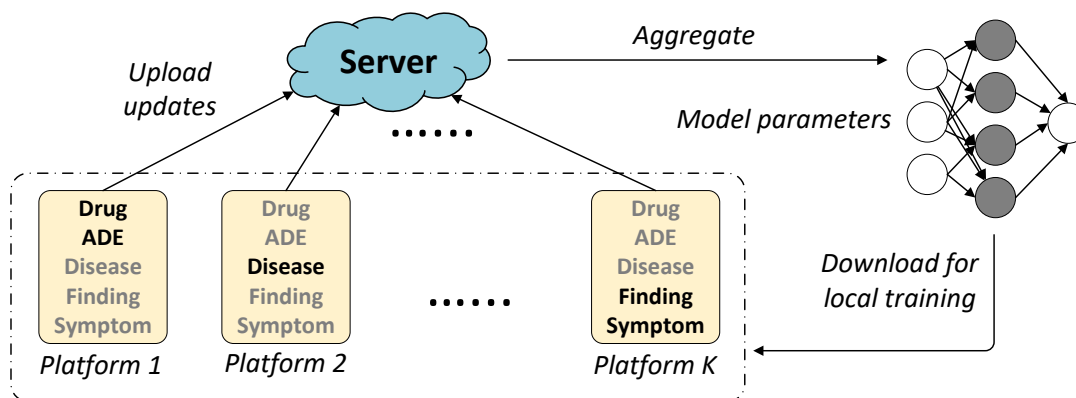 Server
Aggregate
Upload
updates
......
Model parameters
Drug
ADE
Disease
Finding
Symptom
Platform 1
Drug
ADE
Disease
Finding
Symptom
Platform 2
......
Drug
ADE
Disease
Finding
Symptom
Platform K
Download for
local training